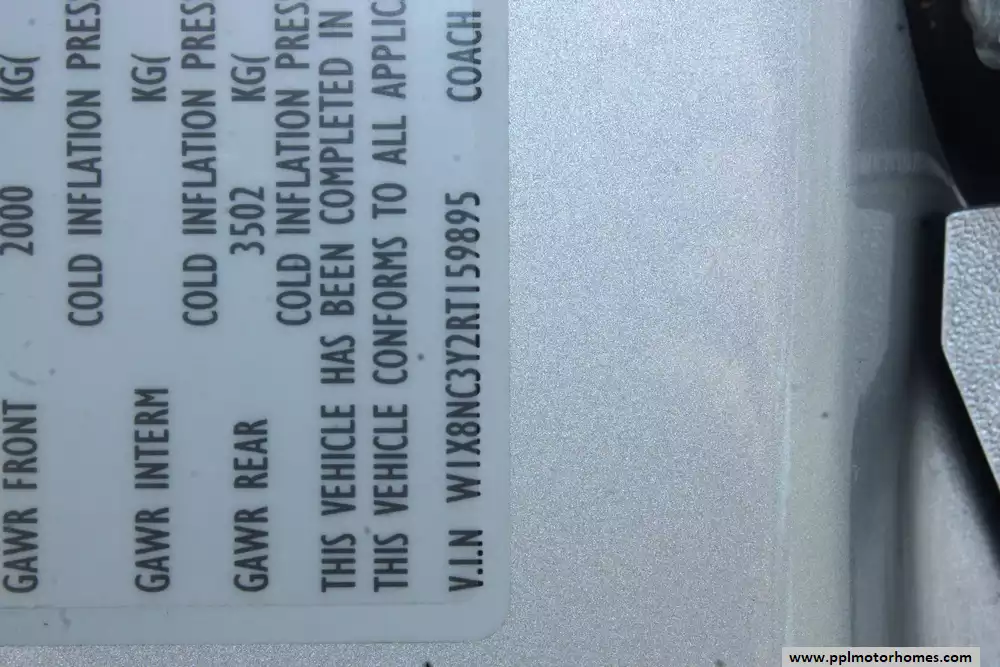 GAWR FRONT 2000 KG(
COLD INFLATION PRES
GAWR INTERM KG(
COLD INFLATION PRES
GAWR REAR 3502 KG(
COLD INFLATION PRES
THIS VEHICLE HAS BEEN COMPLETED IN
THIS VEHICLE CONFORMS TO ALL APPLIC
V.I.N W1X8NC3Y2RT159895 COACH
www.pplmotorhomes.com